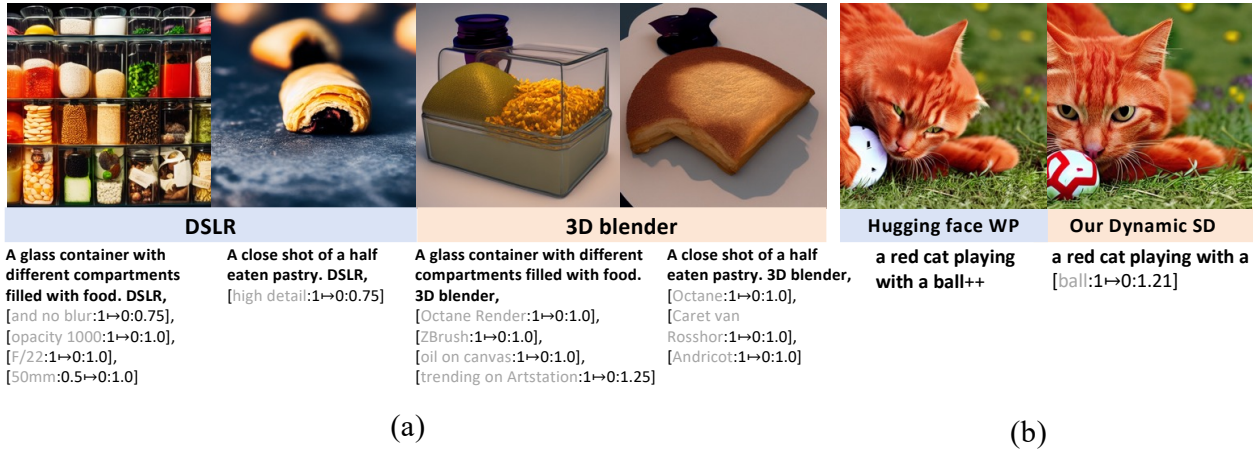 DSLR
3D blender
A glass container with
different compartments
filled with food. DSLR,
[and no blur:1↦0:0.75],
[opacity 1000:1↦0:1.0],
[F/22:1↦0:1.0],
[50mm:0.5↦0:1.0]
A close shot of a half
eaten pastry. DSLR,
[high detail:1↦0:0.75]
A glass container with different
compartments filled with food.
3D blender,
[Octane Render:1↦0:1.0],
[ZBrush:1↦0:1.0],
[oil on canvas:1↦0:1.0],
[trending on Artstation:1↦0:1.25]
A close shot of a half
eaten pastry. 3D blender,
[Octane:1↦0:1.0],
[Caret van
Rosshor:1↦0:1.0],
[Andricot:1↦0:1.0]
(a)
Hugging face WP
Our Dynamic SD
a red cat playing
with a ball++
a red cat playing with a
[ball:1↦0:1.21]
(b)